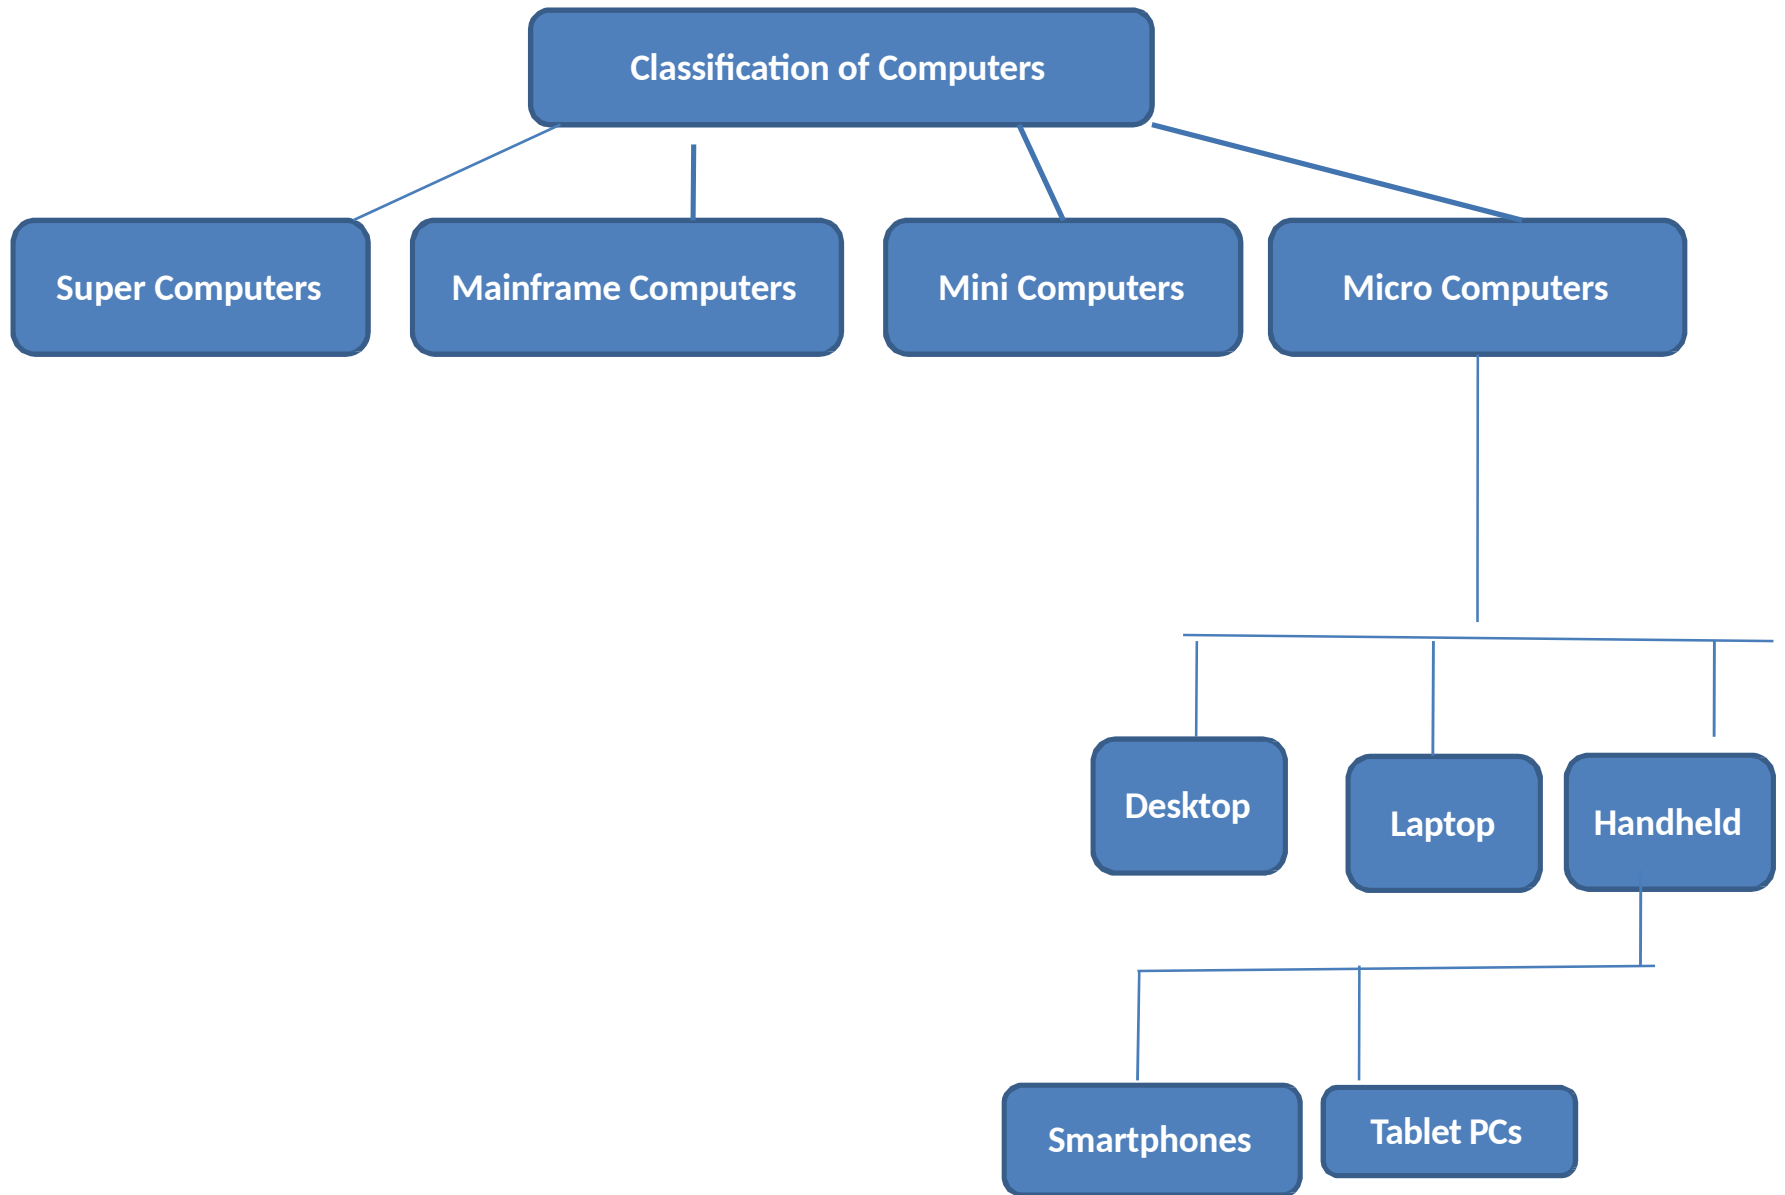 Classification of Computers
Super Computers
Mainframe Computers
Mini Computers
Micro Computers
Desktop
Laptop
Handheld
Smartphones
Tablet PCs